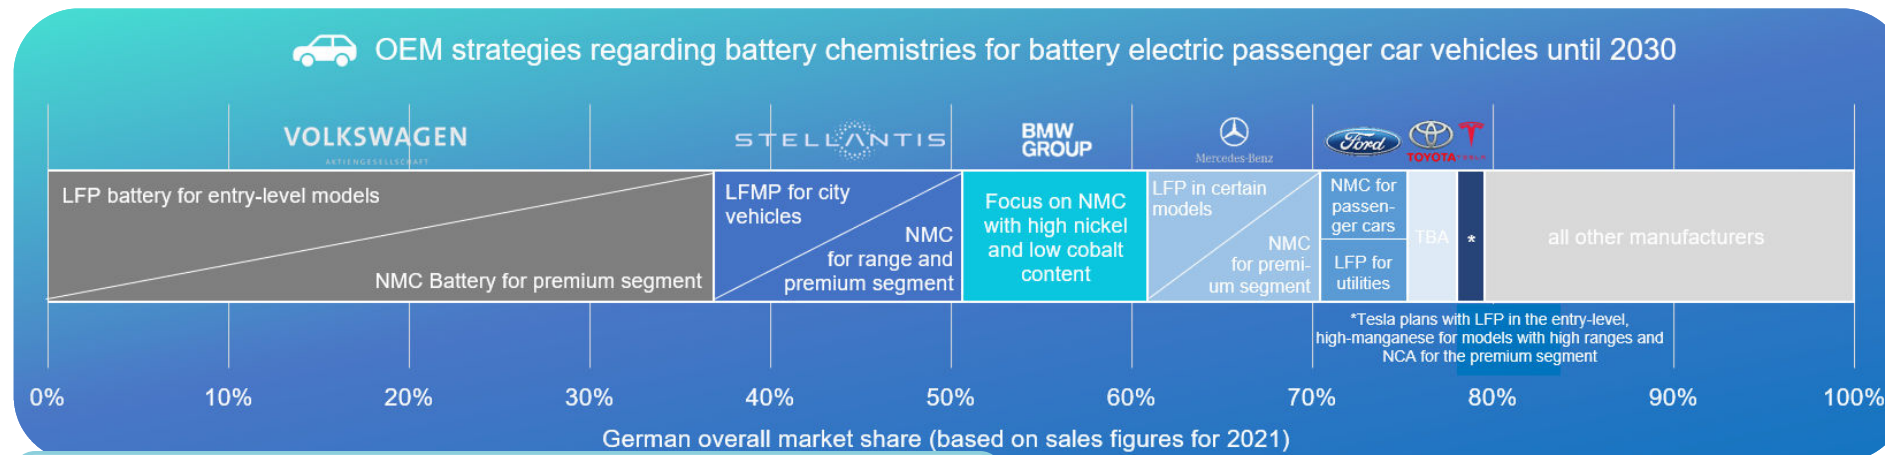 OEM strategies regarding battery chemistries for battery electric passenger car vehicles until 2030
VOLKSWAGEN
AKTIENGESELLSCHAFT
STELLANTIS
BMW
GROUP
Mercedes-Benz
Ford
TOYOTA
TESLA
LFP battery for entry-level models
NMC Battery for premium segment
LFMP for city
vehicles
NMC
for range and
premium segment
Focus on NMC
with high nickel
and low cobalt
content
LFP in certain
models
NMC
for premi-
um segment
NMC for
passen-
ger cars
LFP for
utilities
TBA
*
all other manufacturers
*Tesla plans with LFP in the entry-level,
high-manganese for models with high ranges and
NCA for the premium segment
0% 10% 20% 30% 40% 50% 60% 70% 80% 90% 100%
German overall market share (based on sales figures for 2021)